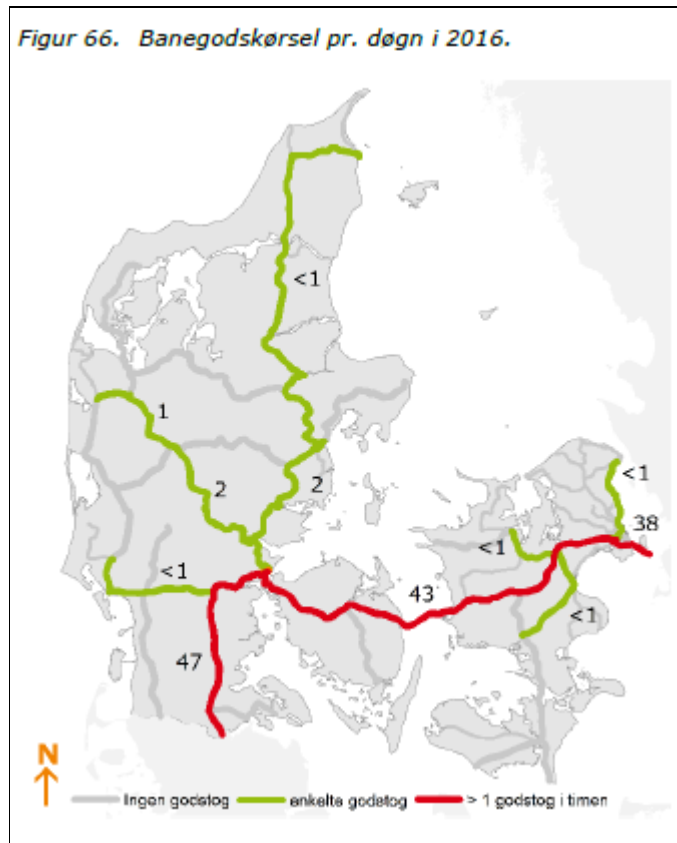 Figur 66. Banegodskørsel pr. døgn i 2016.
<1
1
2
2
<1
<1
38
<1
43
<1
47
N
Ingen godstog
enkelte godstog
> 1 godstog i timen